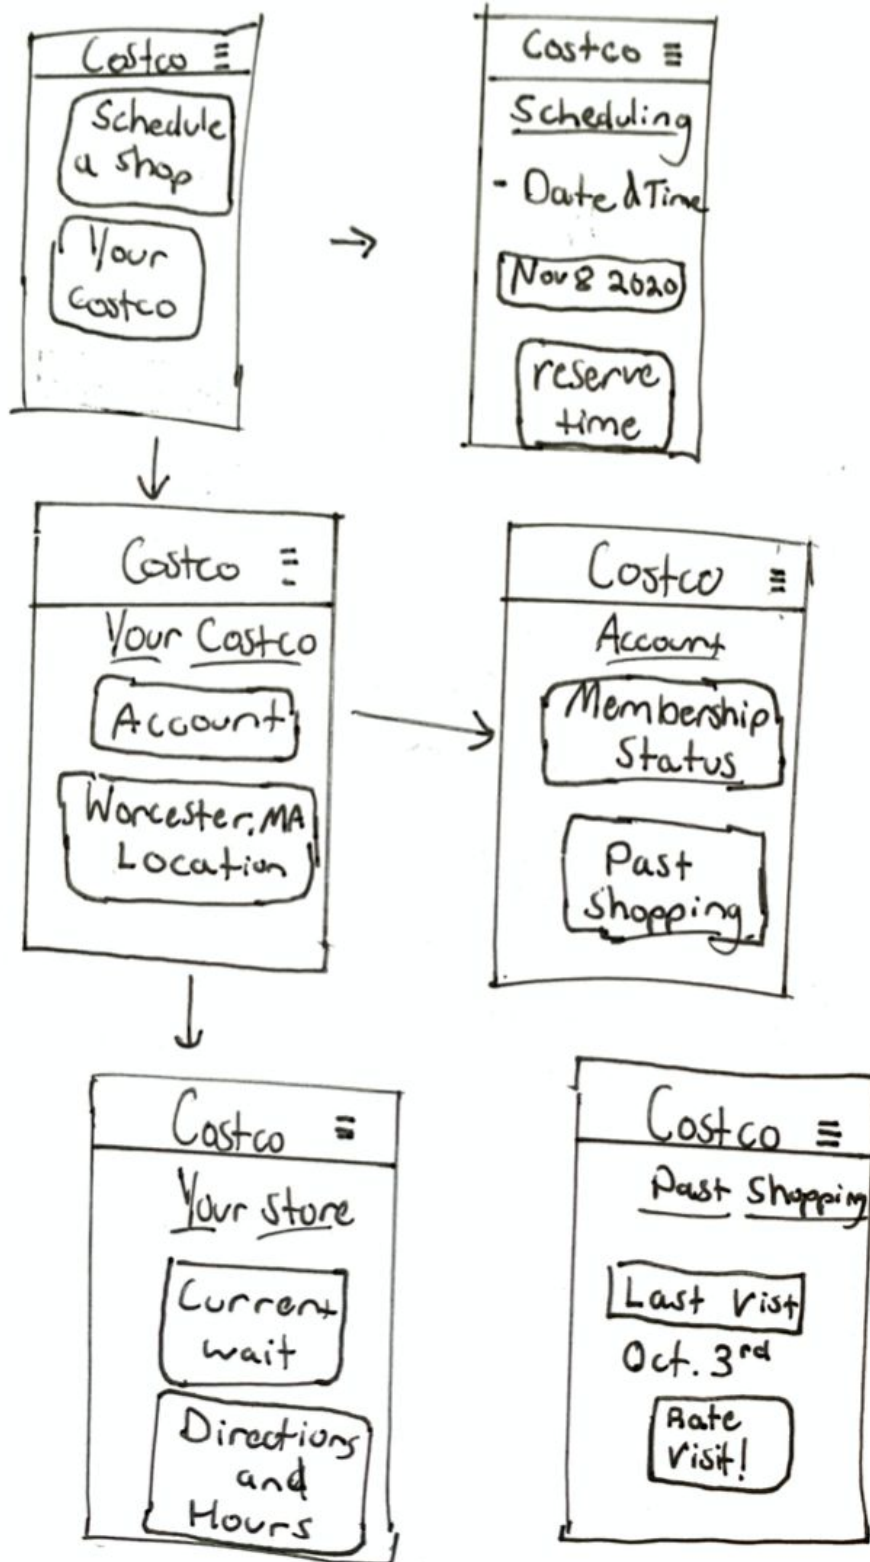 Costco
Schedule
a shop
Your
Costco
Costco
Scheduling
- Date & Time
Nov 8 2020
reserve
time
Costco
Your Costco
Account
Worcester, MA
Location
Costco
Account
Membership
Status
Past
Shopping
Costco
Your Store
Current
wait
Directions
and
Hours
Costco
Past Shopping
Last Vist
Oct. 3rd
Rate
Visit!